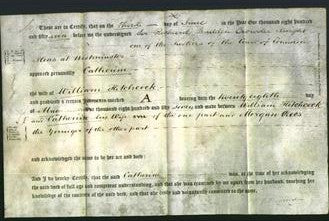 These are to Certify, that on the Third day of June in the Year One thousand eight hundred
and fifty seven before me the undersigned Sir Richard Budden Crowder Knight
one of the Justices of the Court of Common
Pleas at Westminster
appeared personally Catherine
the
wife of William Hitchcock
and produced a certain Indenture marked A bearing date the twenty eighth day
of May One thousand eight hundred and fifty seven and made between William Hitchcock
and Catherine his Wife of the one part and Morgan Rees
the Younger of the other part
and acknowledged the same to be her act and deed:
And I do hereby Certify, that the said Catherine was, at the time of her acknowledging
the said deed of full age and competent understanding, and that she was examined by me apart from her husband, touching her
knowledge of the contents of the said deed, and that she freely and voluntarily consented to the same.